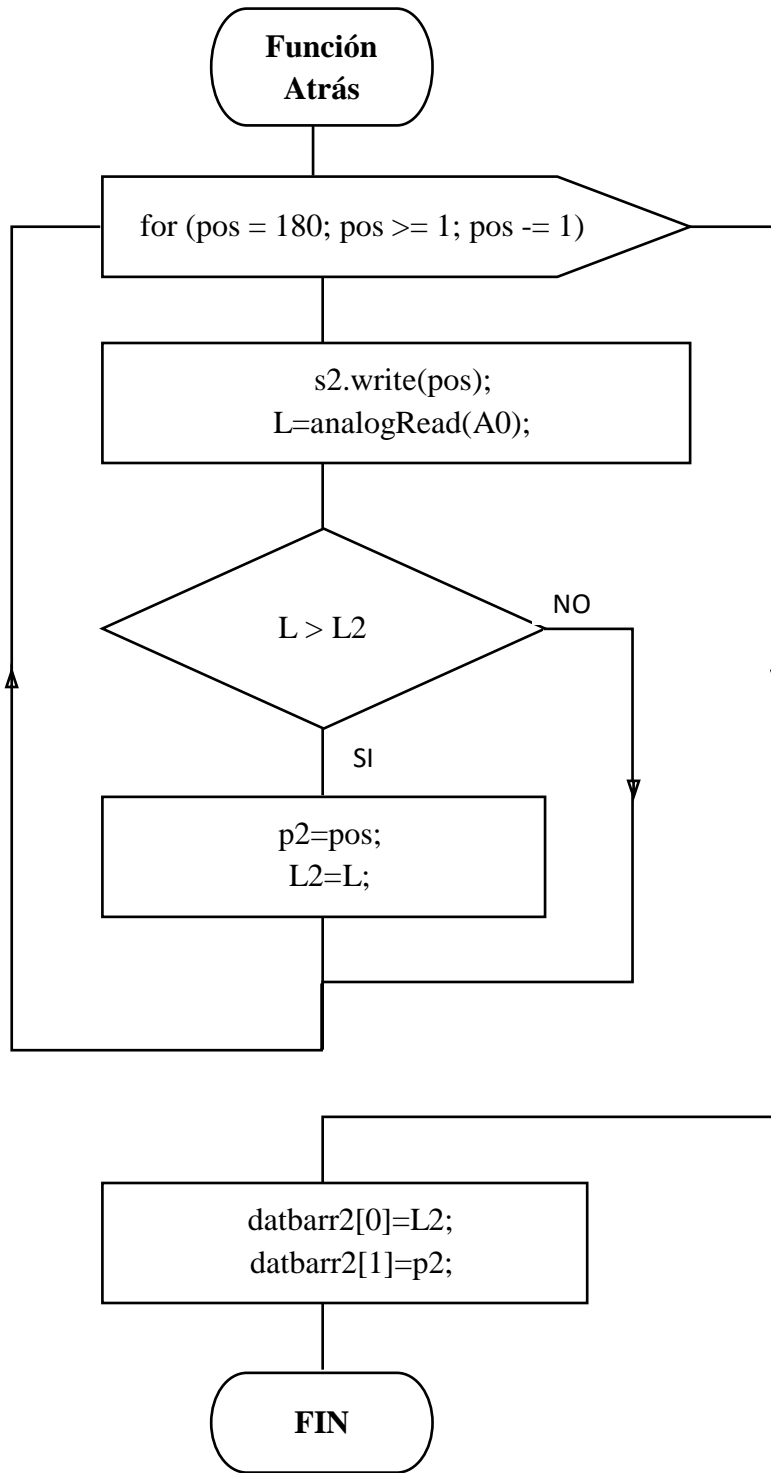 Función
Atrás
for (pos = 180; pos >= 1; pos -= 1)
s2.write(pos);
L=analogRead(A0);
L > L2
NO
SI
p2=pos;
L2=L;
datbarr2[0]=L2;
datbarr2[1]=p2;
FIN